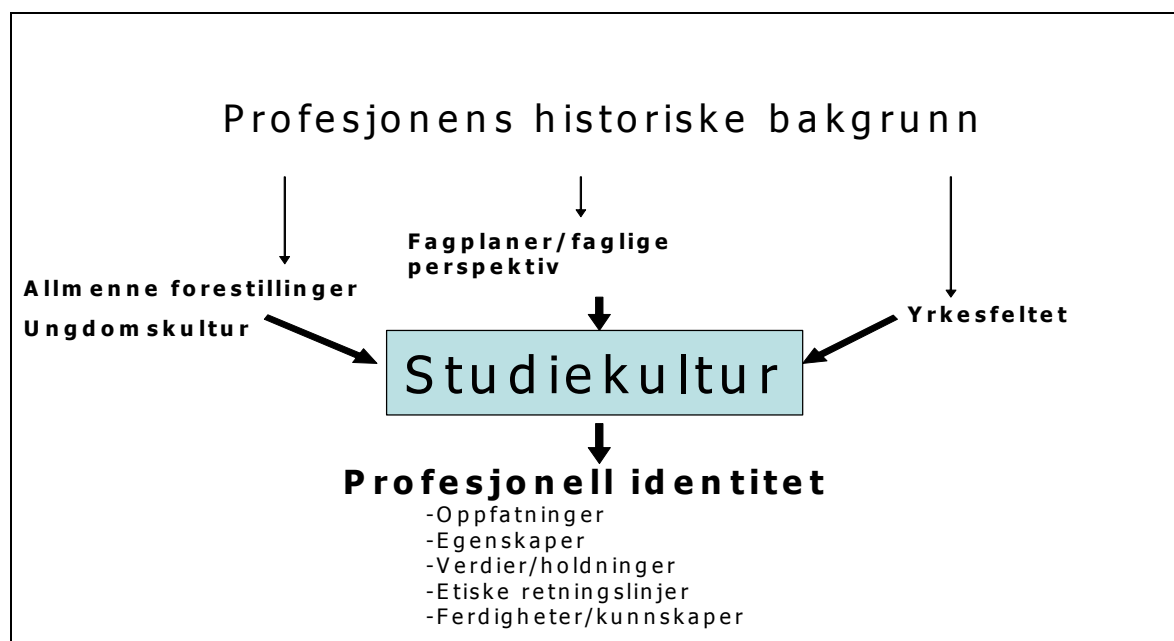 Profesjonens historiske bakgrunn
Fagplaner/faglige
perspektiv
Allmenne forestillinger
Ungdomskultur
Yrkesfeltet
Studiekultur
Profesjonell identitet
-Oppfatninger
-Egenskaper
-Verdier/holdninger
-Etiske retningslinjer
-Ferdigheter/kunnskaper